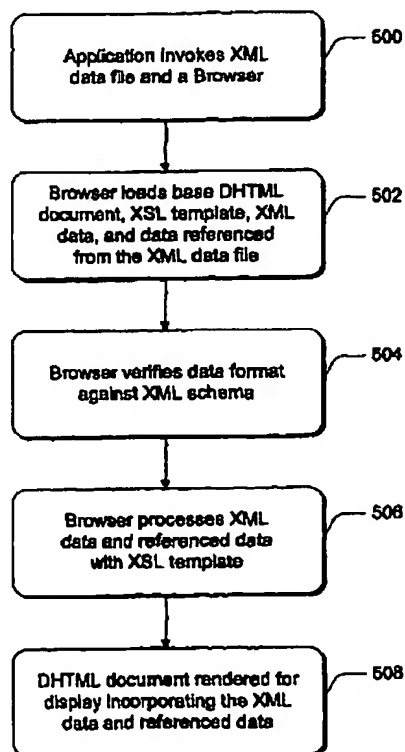 Application invokes XML
data file and a Browser
500
Browser loads base DHTML
document, XSL template, XML
data, and data referenced
from the XML data file
502
Browser verifies data format
against XML schema
504
Browser processes XML
data and referenced data
with XSL template
506
DHTML document rendered for
display incorporating the XML
data and referenced data
508